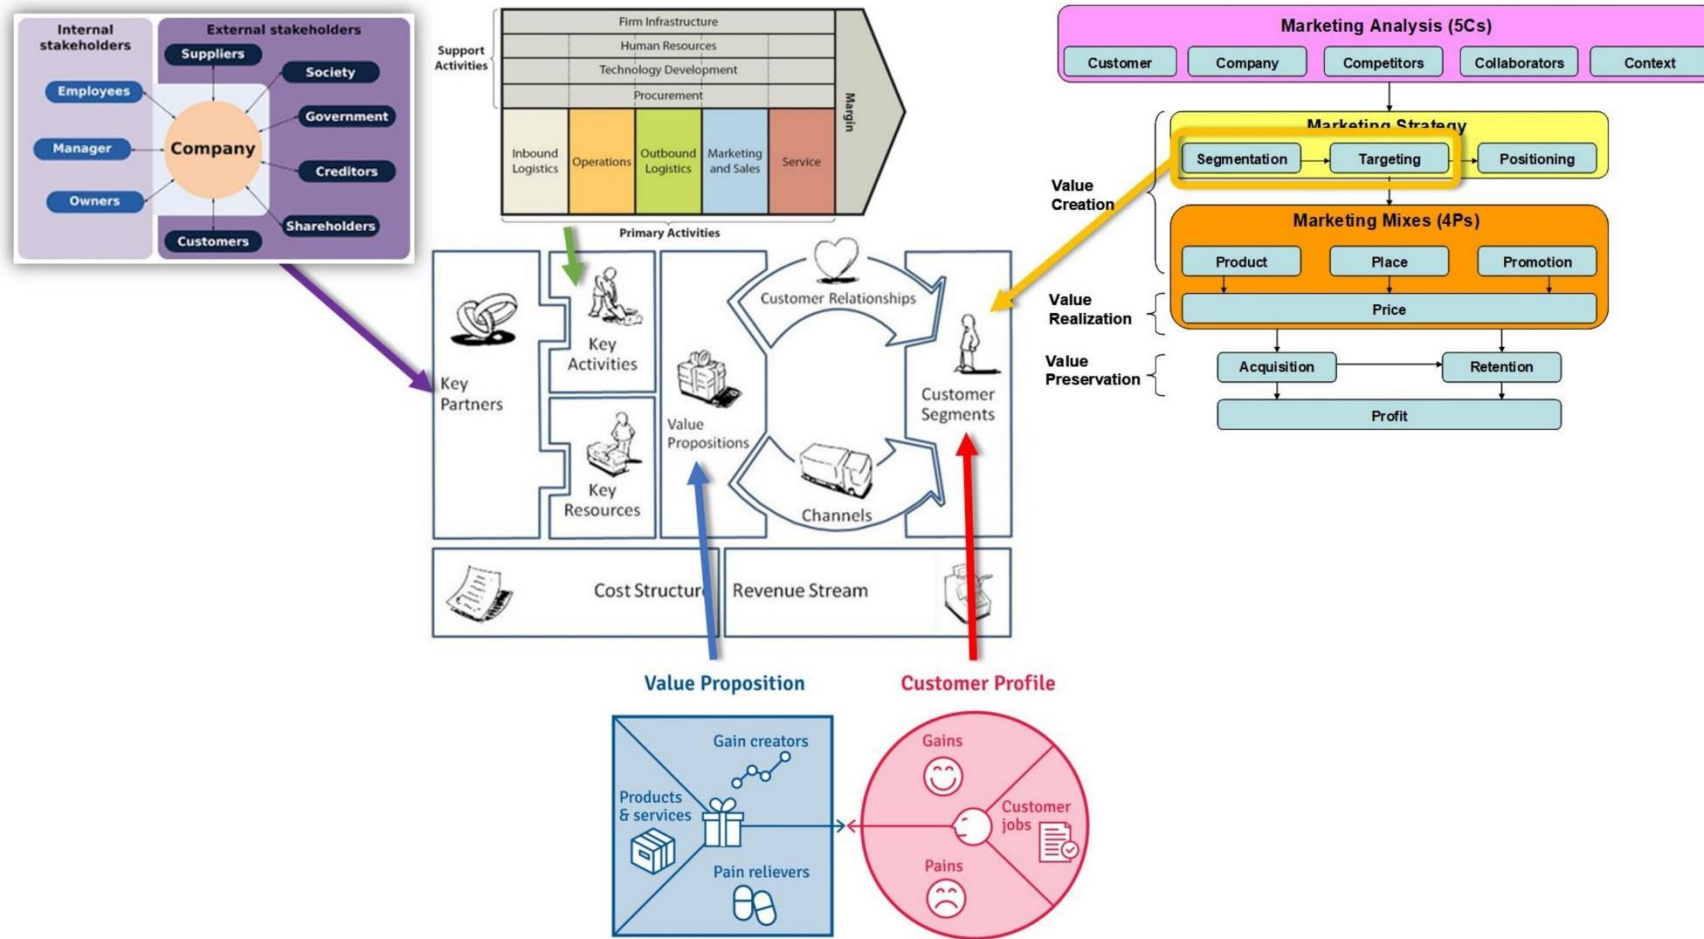 Internal
stakeholders
External stakeholders
Suppliers
Society
Employees
Government
Manager
Company
Creditors
Owners
Shareholders
Customers
Support
Activities
Firm Infrastructure
Human Resources
Technology Development
Procurement
Inbound
Logistics
Operations
Outbound
Logistics
Marketing
and Sales
Service
Margin
Primary Activities
Marketing Analysis (5Cs)
Customer
Company
Competitors
Collaborators
Context
Marketing Strategy
Segmentation
Targeting
Positioning
Value
Creation
Marketing Mixes (4Ps)
Product
Place
Promotion
Value
Realization
Price
Value
Preservation
Acquisition
Retention
Profit
Key
Partners
Key
Activities
Key
Resources
Value
Propositions
Customer Relationships
Channels
Customer
Segments
Cost Structure
Revenue Stream
Value Proposition
Gain creators
Products
& services
Pain relievers
Customer Profile
Gains
Customer
jobs
Pains